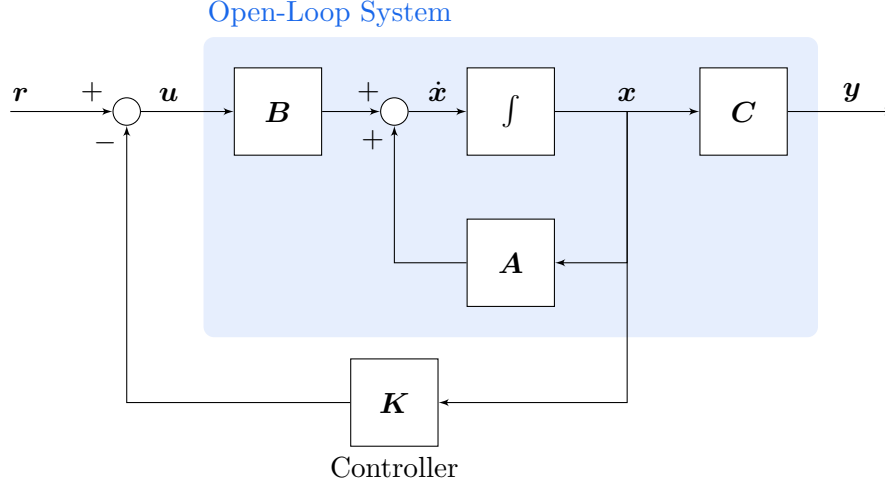 Open-Loop System
r + u B + ẋ ∫ x C y
− +
A
K
Controller